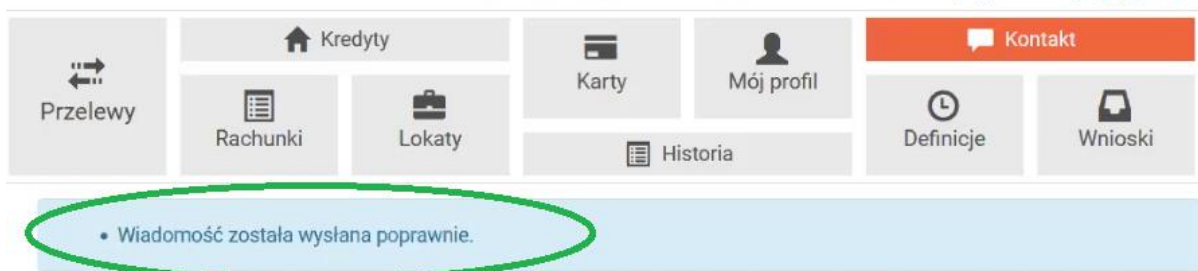 Przelewy
Kredyty
Rachunki
Lokaty
Karty
Mój profil
Historia
Kontakt
Definicje
Wnioski
• Wiadomość została wysłana poprawnie.